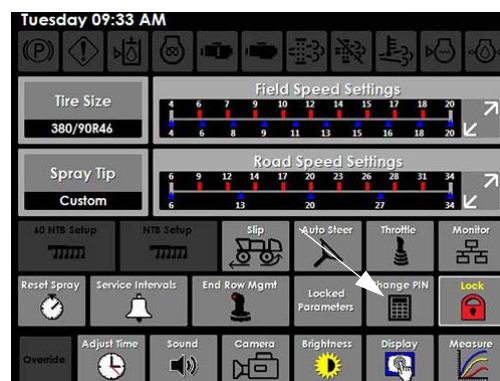 Tuesday 09:33 AM
Tire Size
380/90R46
Field Speed Settings
4 6 7 9 10 12 14 15 17 18 20
4 6 8 9 11 13 15 16 18 20
Spray Tip
Custom
Road Speed Settings
6 9 12 14 17 20 23 26 28 31 34
6 13 20 27 34
60 NTB Setup
NTB Setup
Slip
Auto Steer
Throttle
Monitor
Reset Spray
Service Intervals
End Row Mgmt
Locked
Parameters
hange PIN
Lock
Override
Adjust Time
Sound
Camera
Brightness
Display
Measure